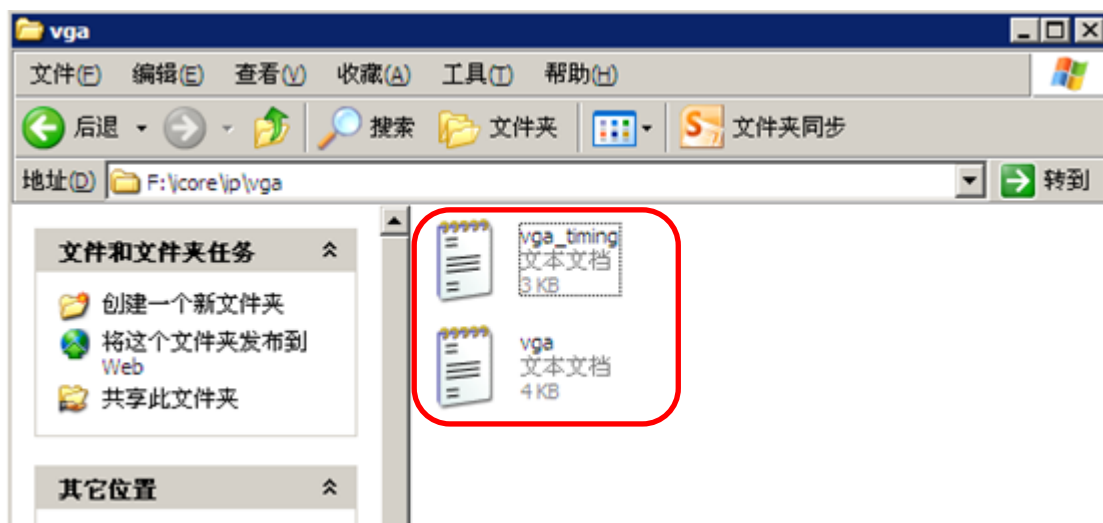 vga
文件(F) 编辑(E) 查看(V) 收藏(A) 工具(T) 帮助(H)
后退 搜索 文件夹 S 7 文件夹同步
地址(D) F:\icore\ip\vga 转到
文件和文件夹任务
创建一个新文件夹
将这个文件夹发布到
Web
共享此文件夹
其它位置
vga_timing
文本文档
3 KB
vga
文本文档
4 KB